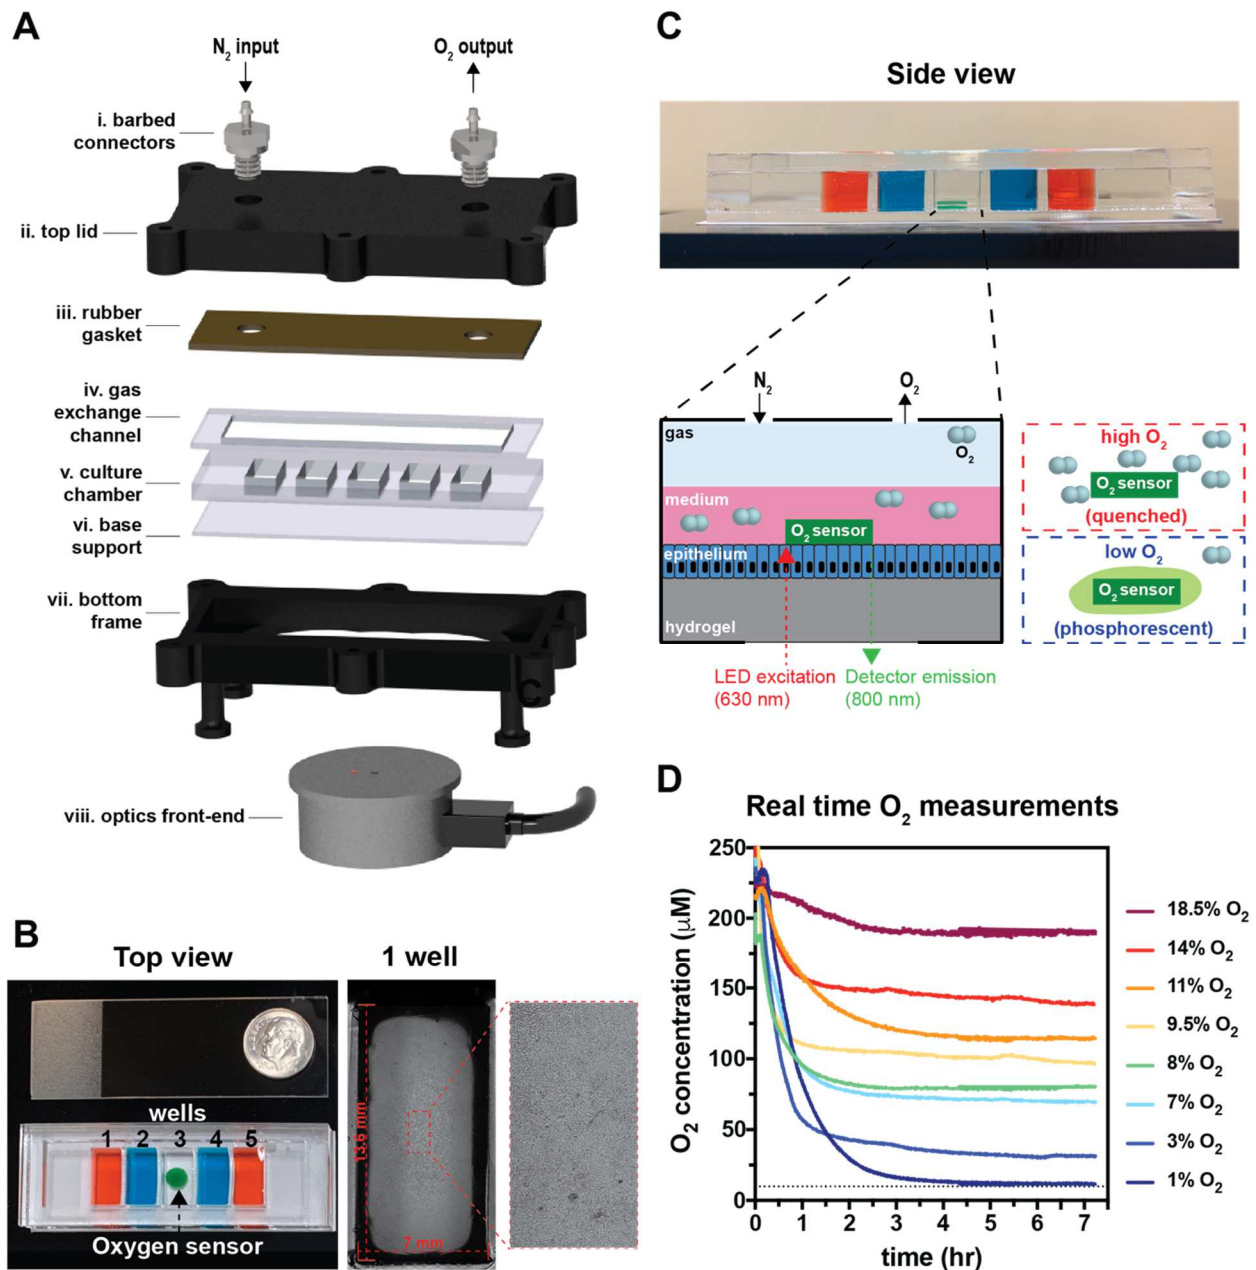 A
N2 input
O2 output
i. barbed
connectors
ii. top lid
iii. rubber
gasket
iv. gas
exchange
channel
v. culture
chamber
vi. base
support
vii. bottom
frame
C
viii. optics front-end
B
Top view
wells
1 2 3 4 5
Oxygen sensor
1 well
13.6 mm
7 mm
C
Side view
N2
O2
gas
O2
medium
O2 sensor
epithelium
hydrogel
LED excitation
(630 nm)
Detector emission
(800 nm)
high O2
O2 sensor
(quenched)
low O2
O2 sensor
(phosphorescent)
D
Real time O2 measurements
O2 concentration (μM)
250
200
150
100
50
0
0 1 2 3 4 5 6 7
time (hr)
18.5% O2
14% O2
11% O2
9.5% O2
8% O2
7% O2
3% O2
1% O2